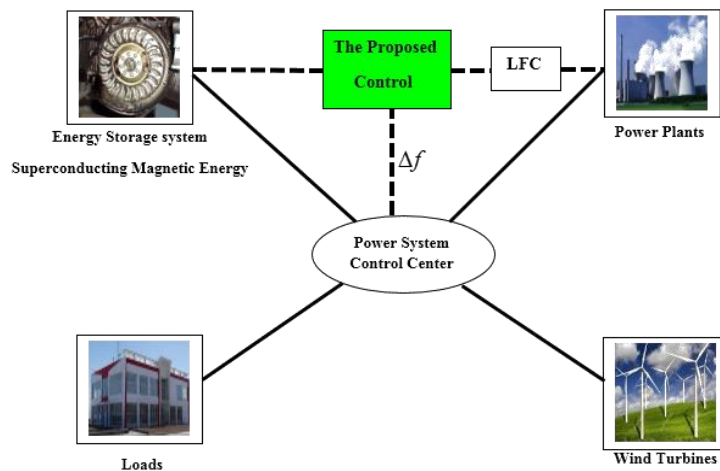 The Proposed
Control
LFC
Energy Storage system
Superconducting Magnetic Energy
Power Plants
Δf
Power System
Control Center
Loads
Wind Turbines